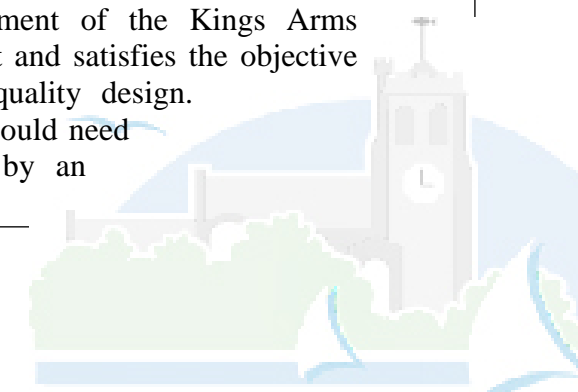 ment of the Kings Arms
and satisfies the objective
quality design.
ould need
by an